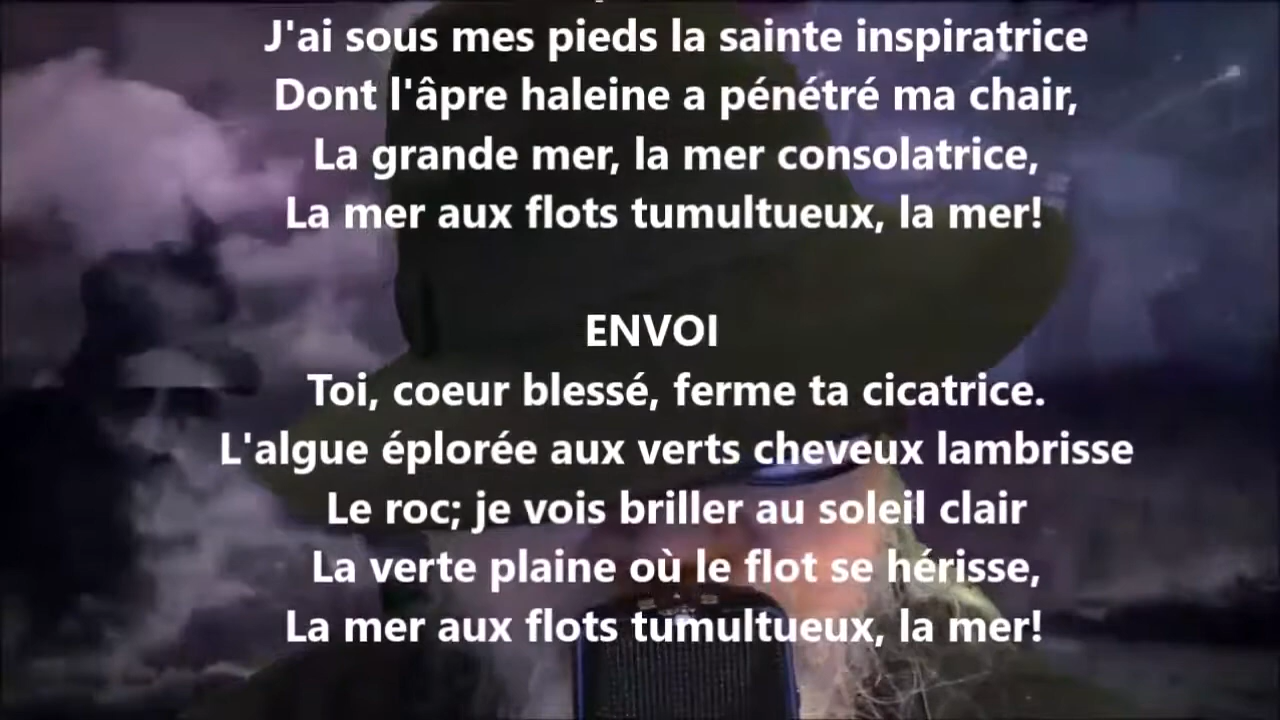 J'ai sous mes pieds la sainte inspiratrice
Dont l'âpre haleine a pénétré ma chair,
La grande mer, la mer consolatrice,
La mer aux flots tumultueux, la mer!
ENVOI
Toi, coeur blessé, ferme ta cicatrice.
L'algue éplorée aux verts cheveux lambrisse
Le roc; je vois briller au soleil clair
La verte plaine où le flot se hérisse,
La mer aux flots tumultueux, la mer!